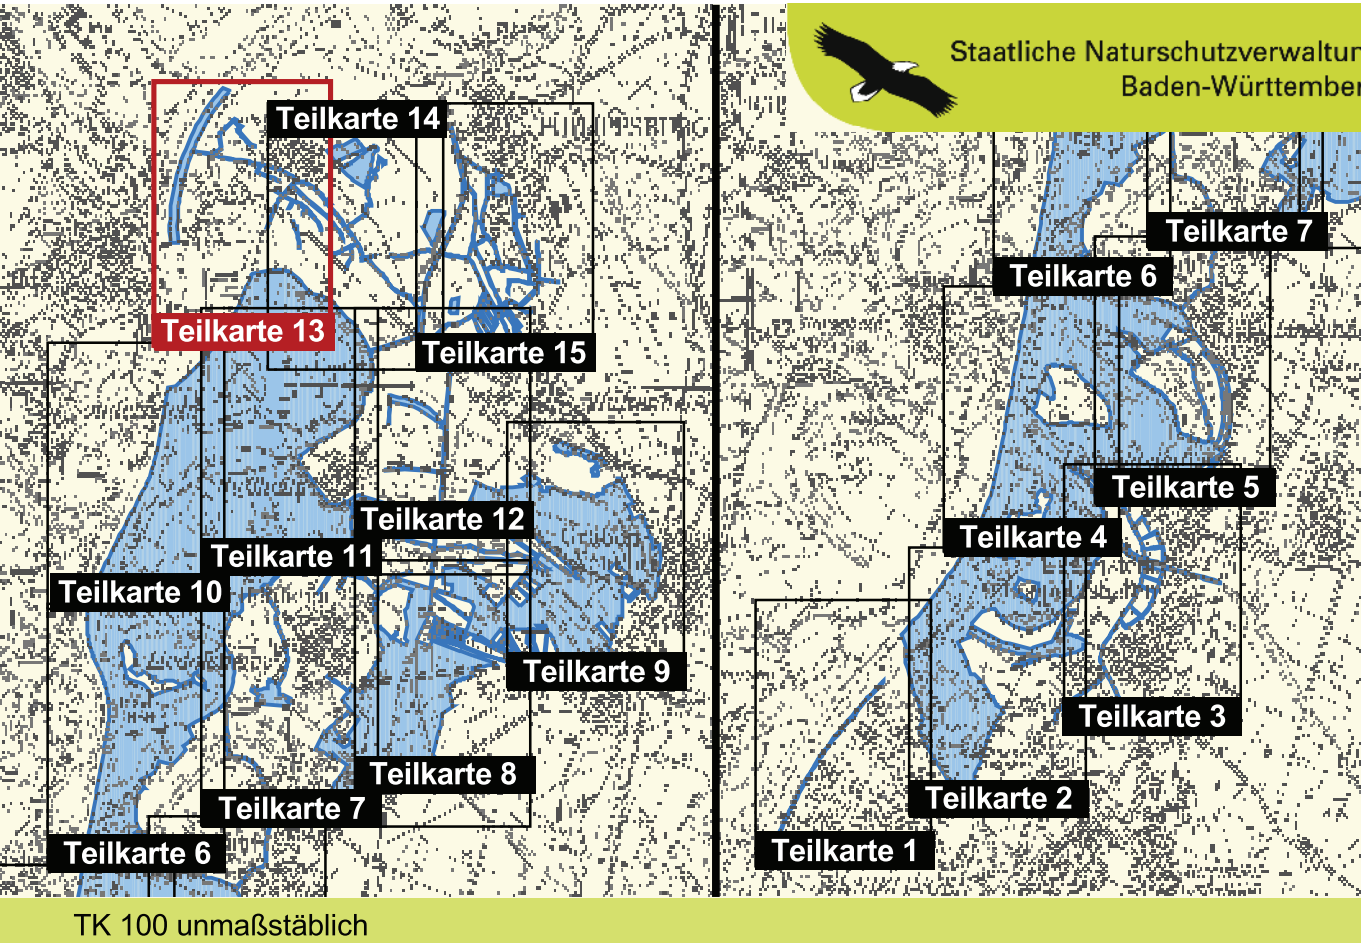 Staatliche Naturschutzverwaltun
Baden-Württember
Teilkarte 14
Teilkarte 13
Teilkarte 15
Teilkarte 12
Teilkarte 11
Teilkarte 10
Teilkarte 9
Teilkarte 8
Teilkarte 7
Teilkarte 6
Teilkarte 7
Teilkarte 6
Teilkarte 5
Teilkarte 4
Teilkarte 3
Teilkarte 2
Teilkarte 1
TK 100 unmaßstäblich